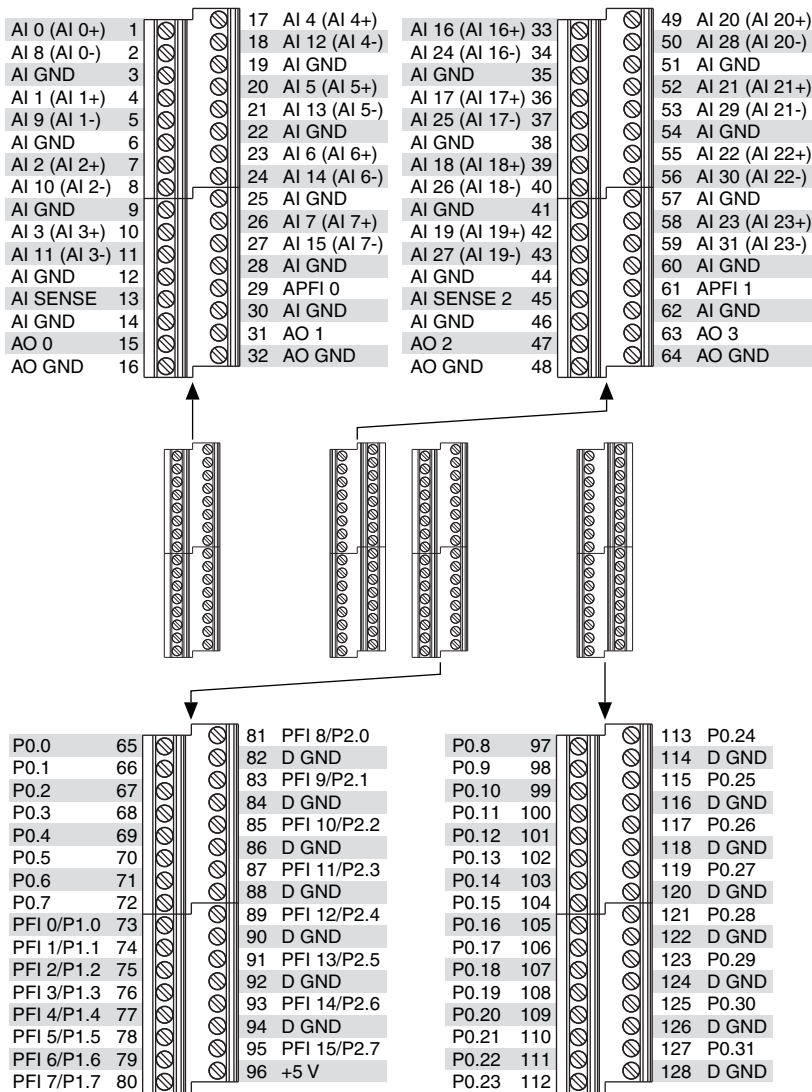 AI 0 (AI 0+) 1
AI 8 (AI 0-) 2
AI GND 3
AI 1 (AI 1+) 4
AI 9 (AI 1-) 5
AI GND 6
AI 2 (AI 2+) 7
AI 10 (AI 2-) 8
AI GND 9
AI 3 (AI 3+) 10
AI 11 (AI 3-) 11
AI GND 12
AI SENSE 13
AI GND 14
AO 0 15
AO GND 16
17 AI 4 (AI 4+)
18 AI 12 (AI 4-)
19 AI GND
20 AI 5 (AI 5+)
21 AI 13 (AI 5-)
22 AI GND
23 AI 6 (AI 6+)
24 AI 14 (AI 6-)
25 AI GND
26 AI 7 (AI 7+)
27 AI 15 (AI 7-)
28 AI GND
29 APFI 0
30 AI GND
31 AO 1
32 AO GND
AI 16 (AI 16+) 33
AI 24 (AI 16-) 34
AI GND 35
AI 17 (AI 17+) 36
AI 25 (AI 17-) 37
AI GND 38
AI 18 (AI 18+) 39
AI 26 (AI 18-) 40
AI GND 41
AI 19 (AI 19+) 42
AI 27 (AI 19-) 43
AI GND 44
AI SENSE 2 45
AI GND 46
AO 2 47
AO GND 48
49 AI 20 (AI 20+)
50 AI 28 (AI 20-)
51 AI GND
52 AI 21 (AI 21+)
53 AI 29 (AI 21-)
54 AI GND
55 AI 22 (AI 22+)
56 AI 30 (AI 22-)
57 AI GND
58 AI 23 (AI 23+)
59 AI 31 (AI 23-)
60 AI GND
61 APFI 1
62 AI GND
63 AO 3
64 AO GND
P0.0 65
P0.1 66
P0.2 67
P0.3 68
P0.4 69
P0.5 70
P0.6 71
P0.7 72
PFI 0/P1.0 73
PFI 1/P1.1 74
PFI 2/P1.2 75
PFI 3/P1.3 76
PFI 4/P1.4 77
PFI 5/P1.5 78
PFI 6/P1.6 79
PFI 7/P1.7 80
81 PFI 8/P2.0
82 D GND
83 PFI 9/P2.1
84 D GND
85 PFI 10/P2.2
86 D GND
87 PFI 11/P2.3
88 D GND
89 PFI 12/P2.4
90 D GND
91 PFI 13/P2.5
92 D GND
93 PFI 14/P2.6
94 D GND
95 PFI 15/P2.7
96 +5 V
P0.8 97
P0.9 98
P0.10 99
P0.11 100
P0.12 101
P0.13 102
P0.14 103
P0.15 104
P0.16 105
P0.17 106
P0.18 107
P0.19 108
P0.20 109
P0.21 110
P0.22 111
P0.23 112
113 P0.24
114 D GND
115 P0.25
116 D GND
117 P0.26
118 D GND
119 P0.27
120 D GND
121 P0.28
122 D GND
123 P0.29
124 D GND
125 P0.30
126 D GND
127 P0.31
128 D GND